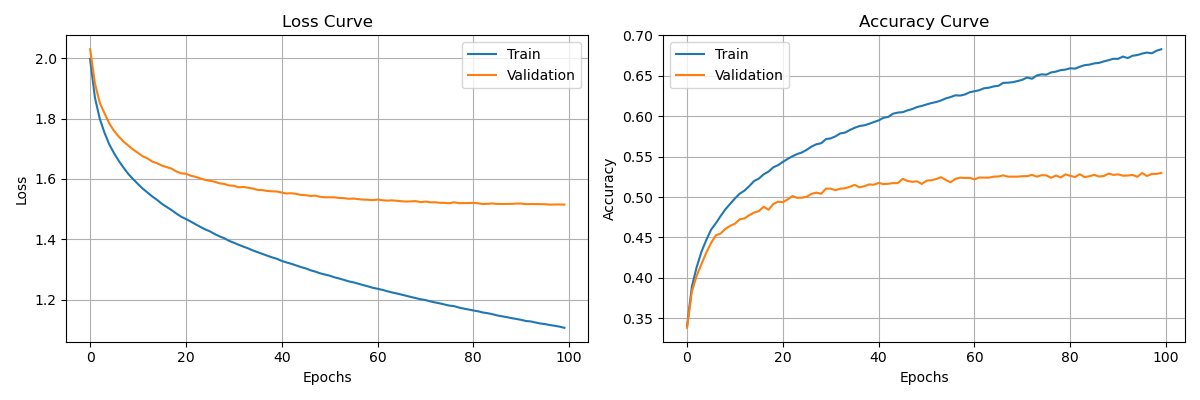 Loss Curve
Train
Validation
2.0
1.8
1.6
1.4
1.2
Loss
0
20
40
60
80
100
Epochs
Accuracy Curve
Train
Validation
0.70
0.65
0.60
0.55
0.50
0.45
0.40
0.35
Accuracy
0
20
40
60
80
100
Epochs